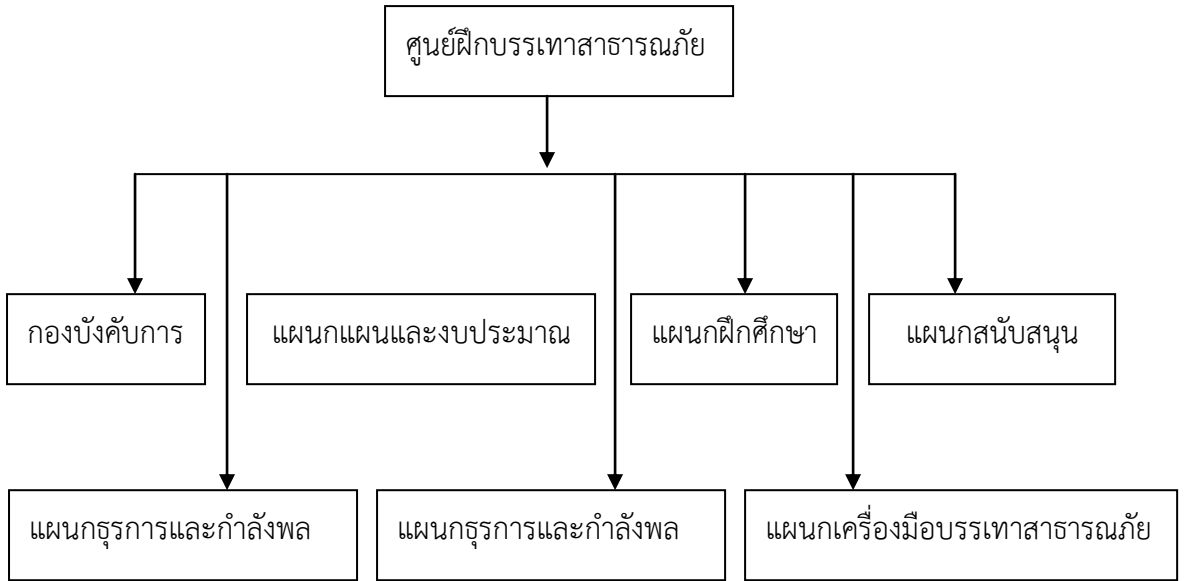 ศูนย์ฝึกบรรเทาสาธารณภัย
กองบังคับการ
แผนกแผนและงบประมาณ
แผนกฝึกศึกษา
แผนกสนับสนุน
แผนกธุรการและกำลังพล
แผนกธุรการและกำลังพล
แผนกเครื่องมือบรรเทาสาธารณภัย